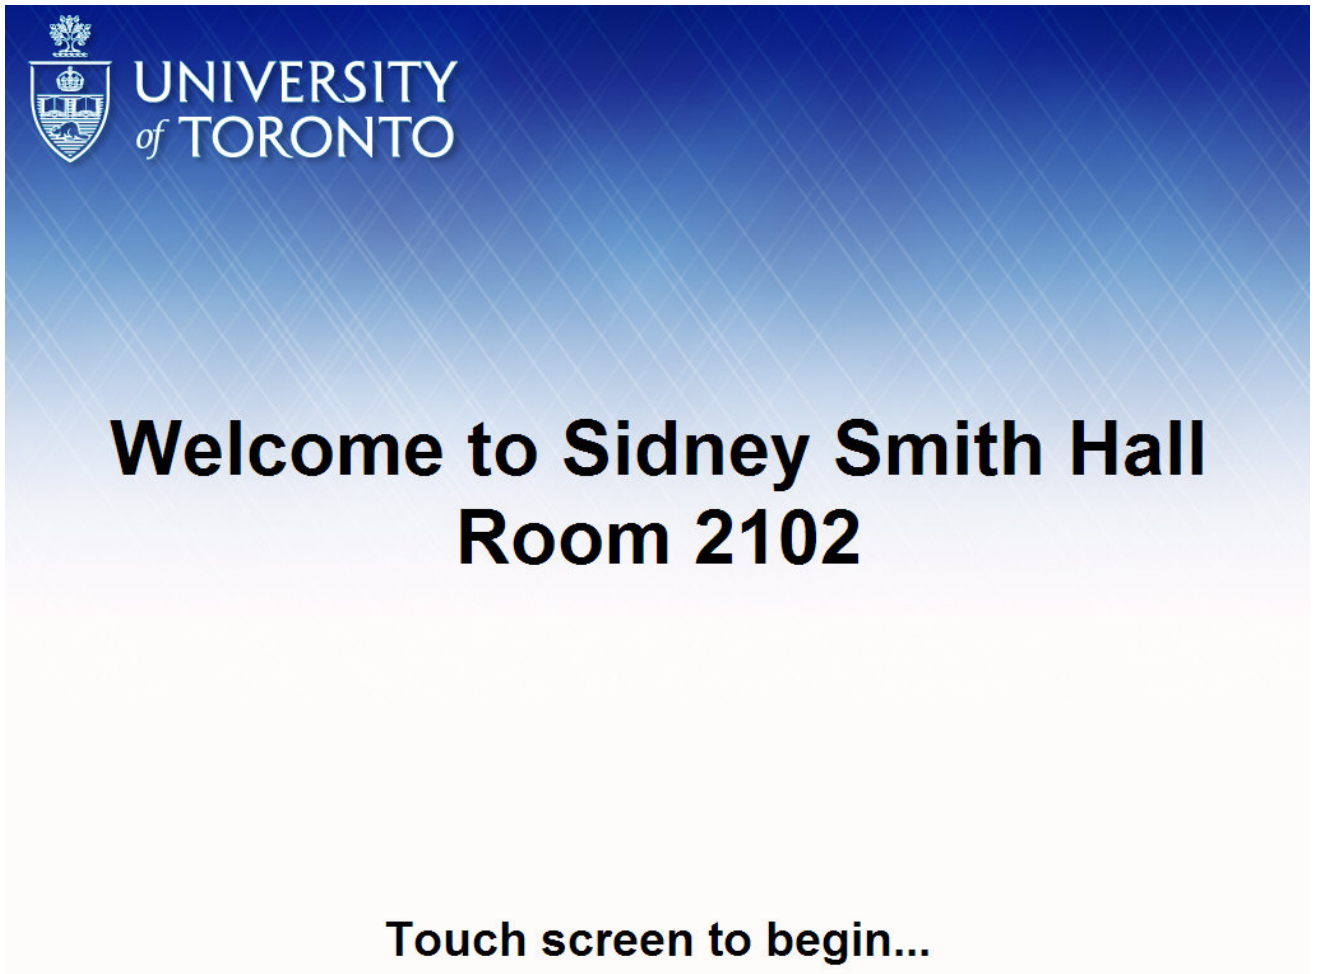 UNIVERSITY
of TORONTO
Welcome to Sidney Smith Hall
Room 2102
Touch screen to begin...